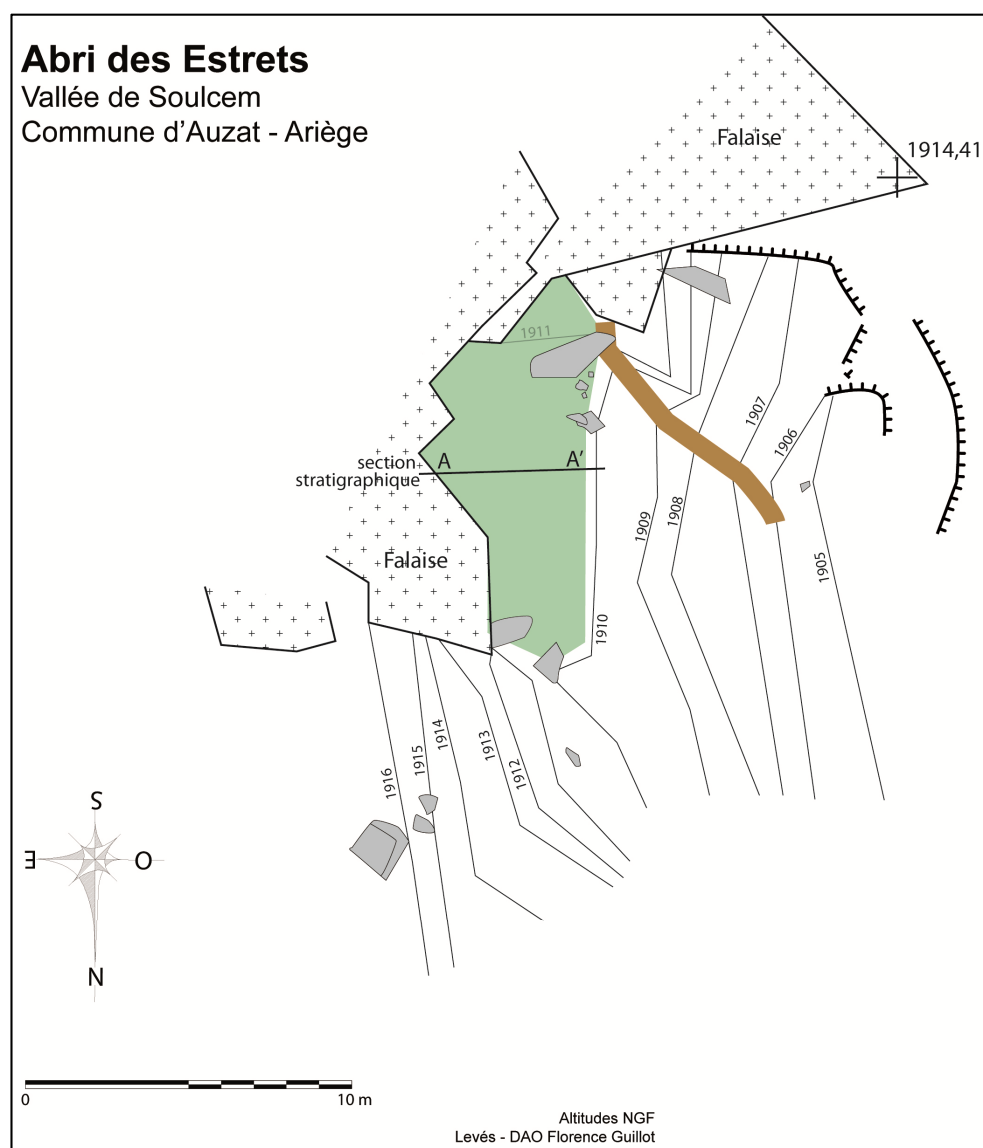 Abri des Estrets
Vallée de Soulcem
Commune d'Auzat - Ariège
Falaise
1914,41
1911
1907
1906
section
stratigraphique
A
A'
1909
1908
1905
Falaise
1910
1916
1915
1914
1913
1912
S
E
O
N
0
10 m
Altitudes NGF
Levés - DAO Florence Guillot